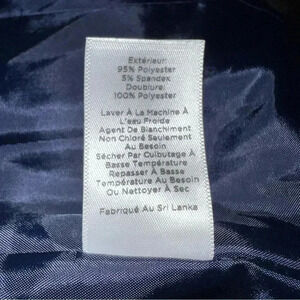 Extérieur:
95% Polyester
5% Spandex
Doublure:
100% Polyester
Laver À La Machine À
L'eau Froide
Agent De Blanchiment
Non Chloré Seulement
Au Besoin
Sécher Par Culbutage À
Basse Température
Repasser À Basse
Température Au Besoin
Ou Nettoyer À Sec
Fabriqué Au Sri Lanka